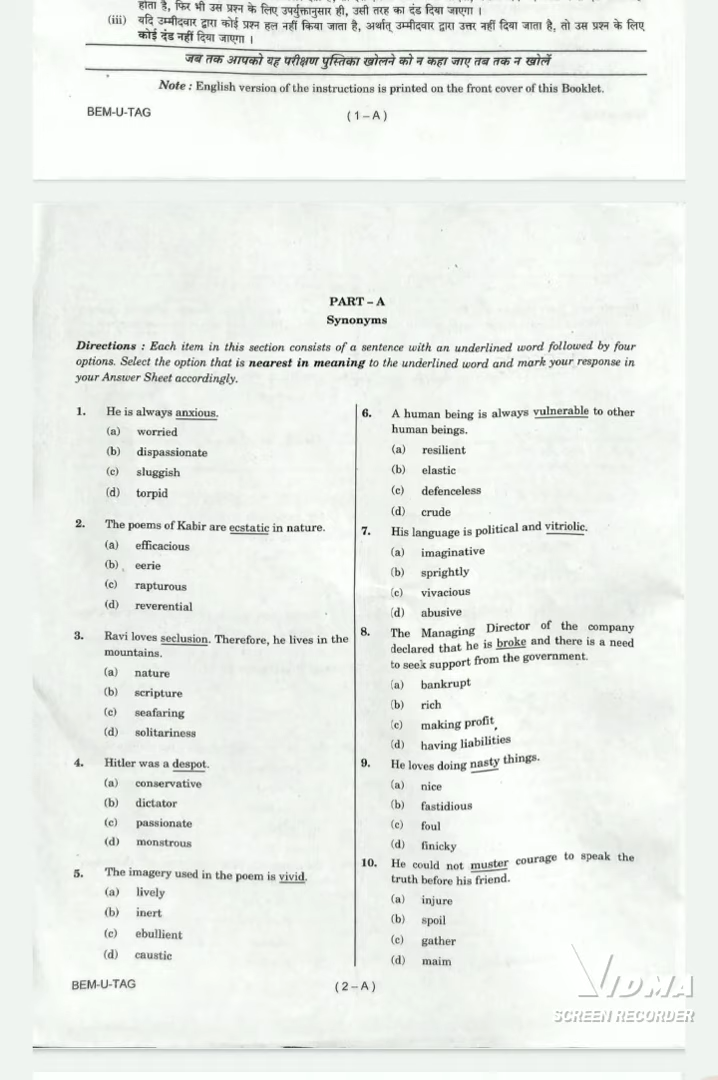 होता है, फिर भी उस प्रश्न के लिए उपर्युक्तानुसार ही, उसी तरह का दंड दिया जाएगा ।
(iii) यदि उम्मीदवार द्वारा कोई प्रश्न हल नहीं किया जाता है, अर्थात् उम्मीदवार द्वारा उत्तर नहीं दिया जाता है, तो उस प्रश्न के लिए
कोई दंड नहीं दिया जाएगा ।
जब तक आपको यह परीक्षण पुस्तिका खोलने को न कहा जाए तब तक न खोलें
Note : English version of the instructions is printed on the front cover of this Booklet.
BEM-U-TAG
( 1 – A )
PART – A
Synonyms
Directions : Each item in this section consists of a sentence with an underlined word followed by four
options. Select the option that is nearest in meaning to the underlined word and mark your response in
your Answer Sheet accordingly.
1. He is always anxious.
(a) worried
(b) dispassionate
(c) sluggish
(d) torpid
2. The poems of Kabir are ecstatic in nature.
(a) efficacious
(b) eerie
(c) rapturous
(d) reverential
3. Ravi loves seclusion. Therefore, he lives in the
mountains.
(a) nature
(b) scripture
(c) seafaring
(d) solitariness
4. Hitler was a despot.
(a) conservative
(b) dictator
(c) passionate
(d) monstrous
5. The imagery used in the poem is vivid.
(a) lively
(b) inert
(c) ebullient
(d) caustic
6. A human being is always vulnerable to other
human beings.
(a) resilient
(b) elastic
(c) defenceless
(d) crude
7. His language is political and vitriolic.
(a) imaginative
(b) sprightly
(c) vivacious
(d) abusive
8. The Managing Director of the company
declared that he is broke and there is a need
to seek support from the government.
(a) bankrupt
(b) rich
(c) making profit
(d) having liabilities
9. He loves doing nasty things.
(a) nice
(b) fastidious
(c) foul
(d) finicky
10. He could not muster courage to speak the
truth before his friend.
(a) injure
(b) spoil
(c) gather
(d) maim
BEM-U-TAG
( 2 – A )
VIDMA
SCREEN RECORDER